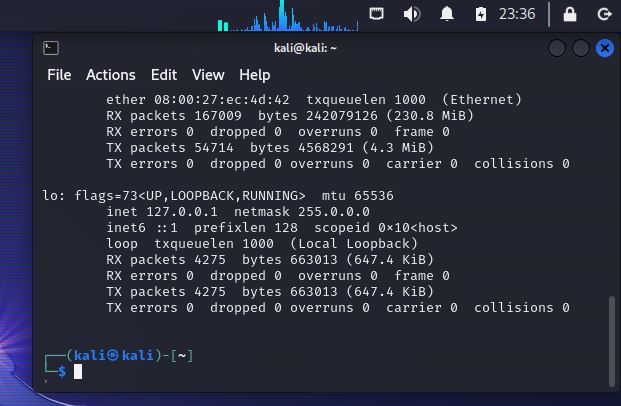 23:36
kali@kali: ~
File Actions Edit View Help
ether 08:00:27:ec:4d:42 txqueuelen 1000 (Ethernet)
RX packets 167009 bytes 242079126 (230.8 MiB)
RX errors 0 dropped 0 overruns 0 frame 0
TX packets 54714 bytes 4568291 (4.3 MiB)
TX errors 0 dropped 0 overruns 0 carrier 0 collisions 0
lo: flags=73<UP,LOOPBACK,RUNNING> mtu 65536
inet 127.0.0.1 netmask 255.0.0.0
inet6 ::1 prefixlen 128 scopeid 0×10<host>
loop txqueuelen 1000 (Local Loopback)
RX packets 4275 bytes 663013 (647.4 KiB)
RX errors 0 dropped 0 overruns 0 frame 0
TX packets 4275 bytes 663013 (647.4 KiB)
TX errors 0 dropped 0 overruns 0 carrier 0 collisions 0
┌──(kali㉿kali)-[~]
└─$